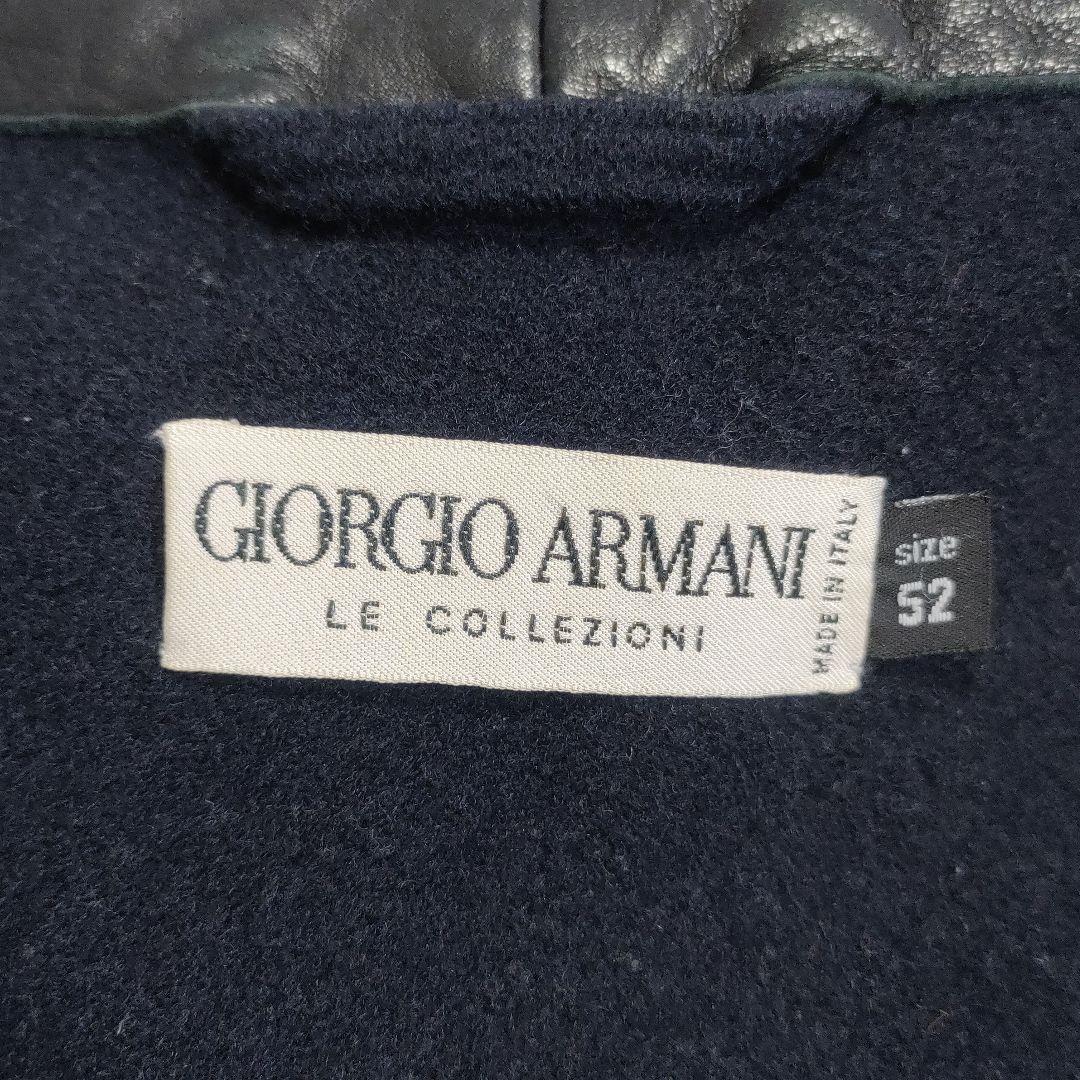 GIORGIO ARMANI
LE COLLEZIONI
MADE IN ITALY
size
52